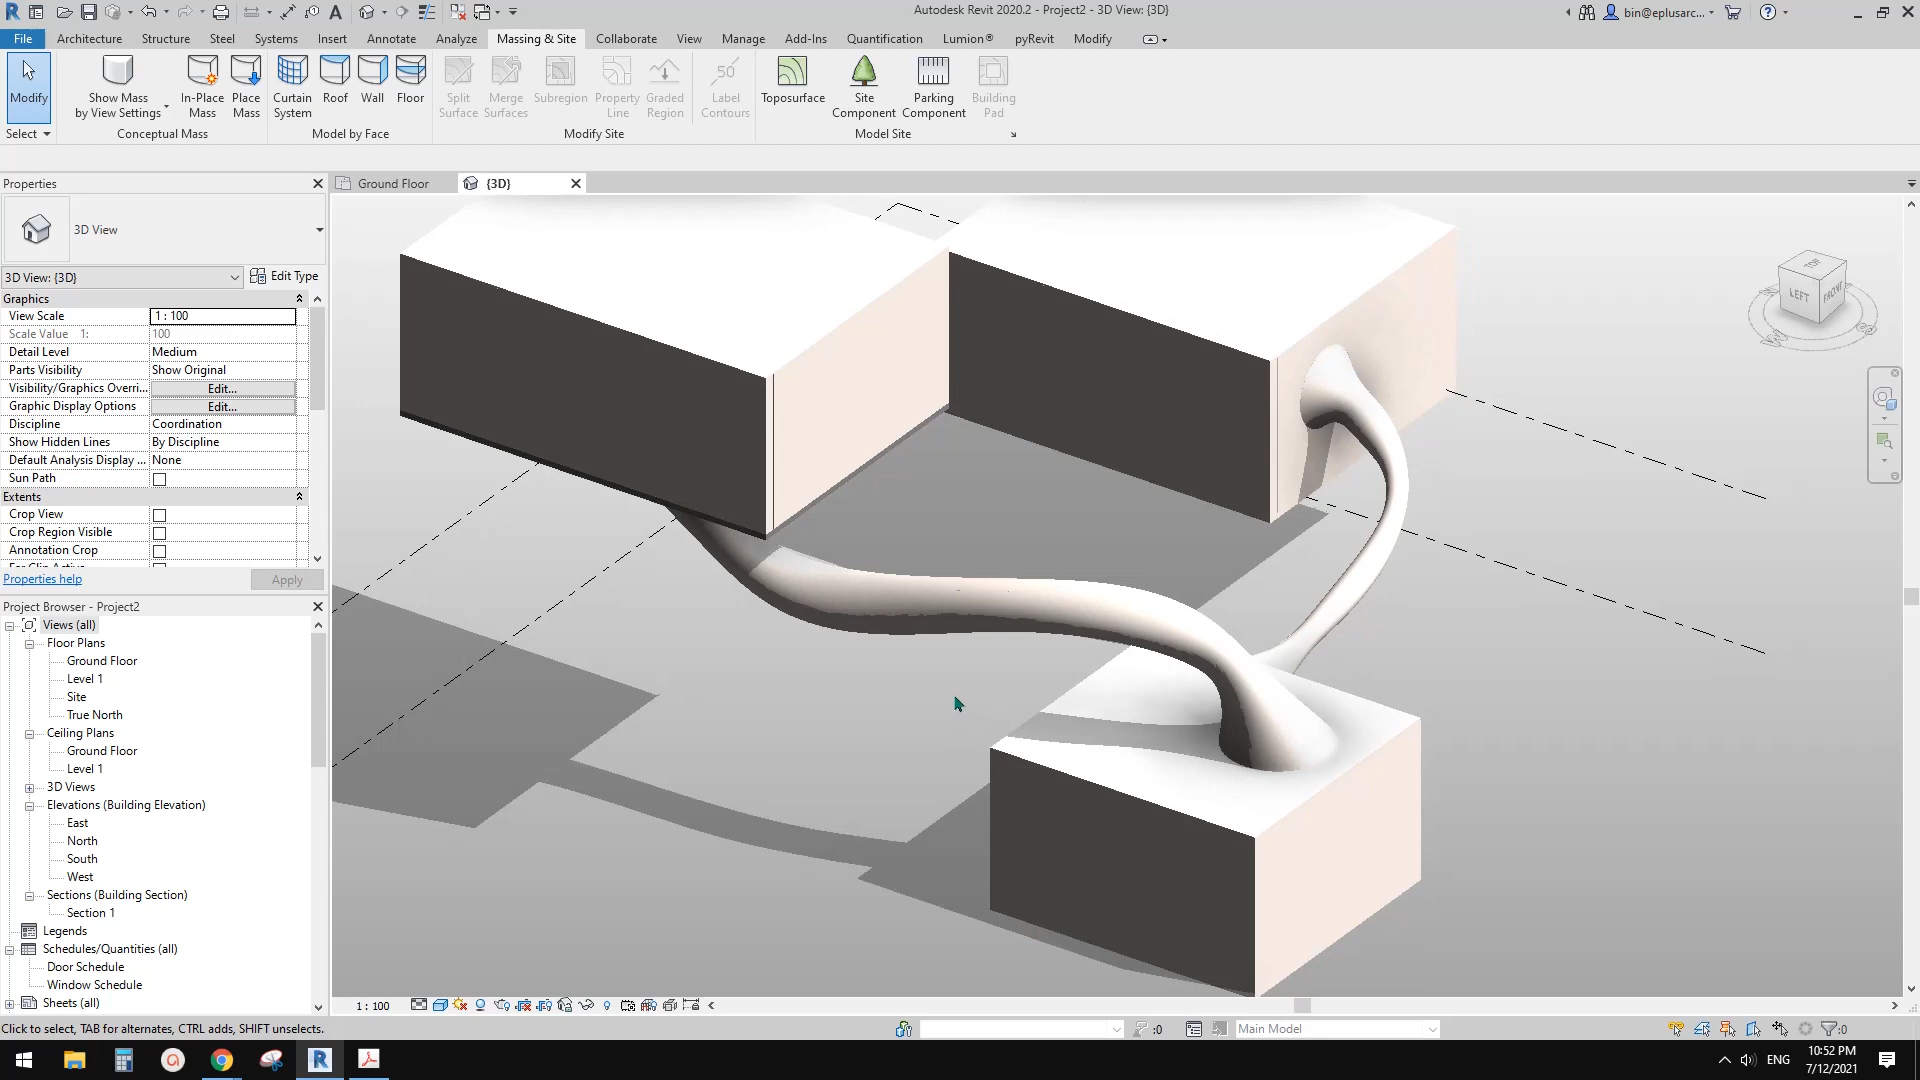 Autodesk Revit 2020.2 - Project2 - 3D View: {3D}
bin@eplusarc...
File Architecture Structure Steel Systems Insert Annotate Analyze Massing & Site Collaborate View Manage Add-Ins Quantification Lumion® pyRevit Modify
Modify
Show Mass
by View Settings
In-Place
Mass
Place
Mass
Curtain
System
Roof
Wall
Floor
Split
Surface
Merge
Surfaces
Subregion
Property
Line
Graded
Region
Label
Contours
Toposurface
Site
Component
Parking
Component
Building
Pad
Select
Conceptual Mass
Model by Face
Modify Site
Model Site
Properties
Ground Floor
{3D}
3D View
3D View: {3D}
Edit Type
Graphics
View Scale 1 : 100
Scale Value 1: 100
Detail Level Medium
Parts Visibility Show Original
Visibility/Graphics Overri... Edit...
Graphic Display Options Edit...
Discipline Coordination
Show Hidden Lines By Discipline
Default Analysis Display ... None
Sun Path
Extents
Crop View
Crop Region Visible
Annotation Crop
Properties help
Apply
Project Browser - Project2
Views (all)
Floor Plans
Ground Floor
Level 1
Site
True North
Ceiling Plans
Ground Floor
Level 1
3D Views
Elevations (Building Elevation)
East
North
South
West
Sections (Building Section)
Section 1
Legends
Schedules/Quantities (all)
Door Schedule
Window Schedule
Sheets (all)
TOP
LEFT
FRONT
1 : 100
Click to select, TAB for alternates, CTRL adds, SHIFT unselects.
:0
Main Model
:0
ENG
10:52 PM
7/12/2021